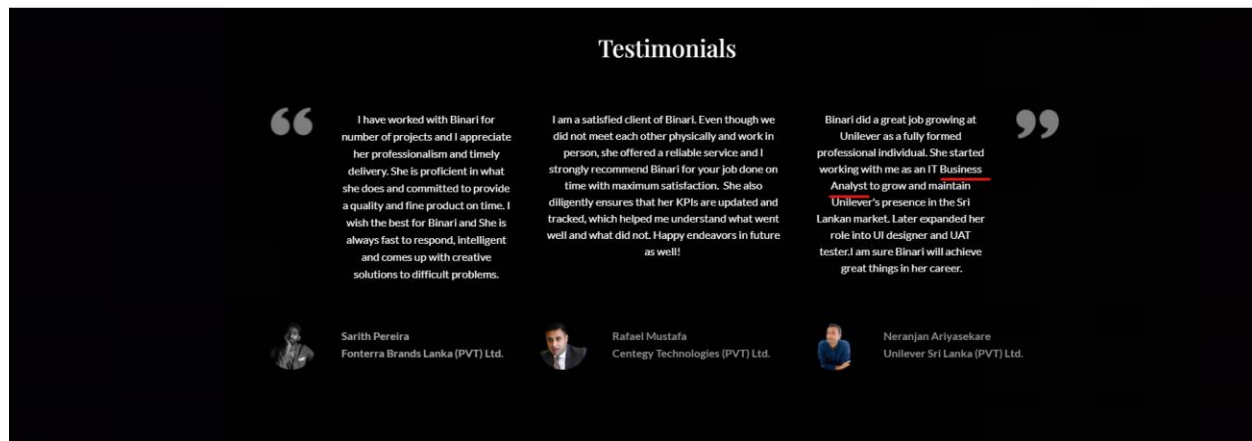 Testimonials
“
I have worked with Binari for
number of projects and I appreciate
her professionalism and timely
delivery. She is proficient in what
she does and committed to provide
a quality and fine product on time. I
wish the best for Binari and She is
always fast to respond, intelligent
and comes up with creative
solutions to difficult problems.
I am a satisfied client of Binari. Even though we
did not meet each other physically and work in
person, she offered a reliable service and I
strongly recommend Binari for your job done on
time with maximum satisfaction. She also
diligently ensures that her KPIs are updated and
tracked, which helped me understand what went
well and what did not. Happy endeavors in future
as well!
Binari did a great job growing at
Unilever as a fully formed
professional individual. She started
working with me as an IT Business
Analyst to grow and maintain
Unilever's presence in the Sri
Lankan market. Later expanded her
role into UI designer and UAT
tester.I am sure Binari will achieve
great things in her career.
”
Sarith Pereira
Fonterra Brands Lanka (PVT) Ltd.
Rafael Mustafa
Centegy Technologies (PVT) Ltd.
Neranjan Ariyasekare
Unilever Sri Lanka (PVT) Ltd.